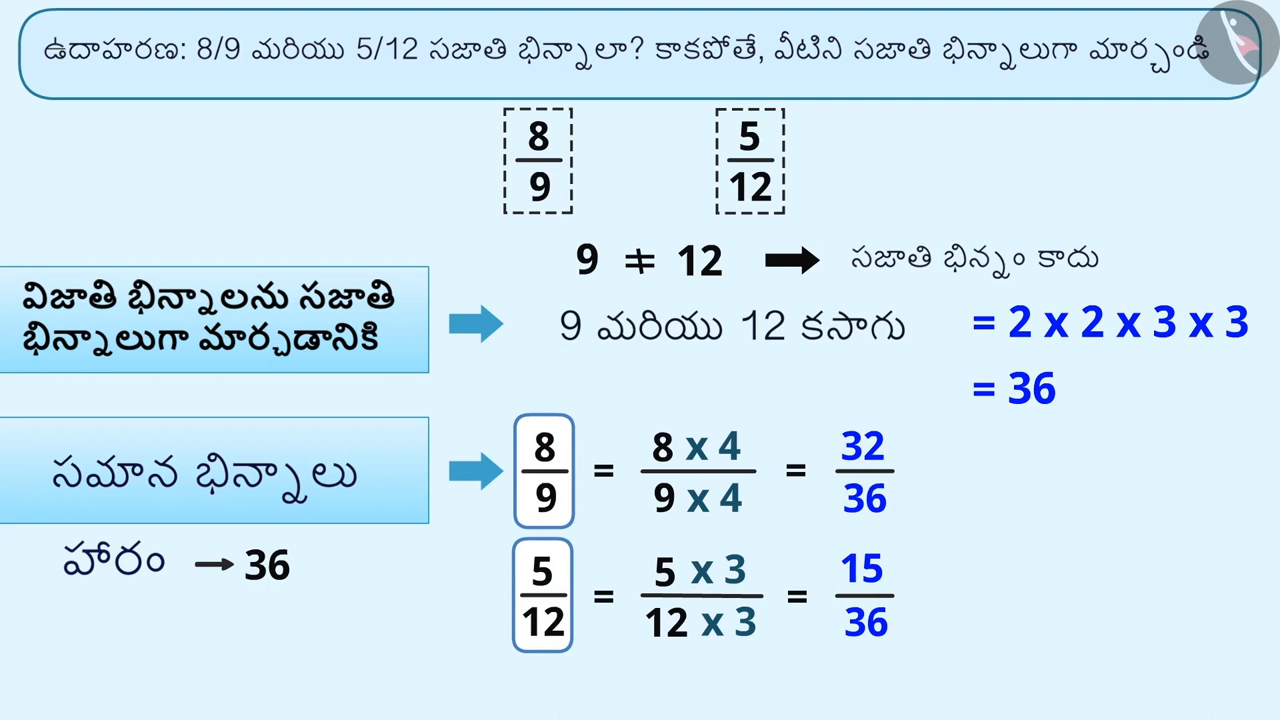 ఉదాహరణ: 8/9 మరియు 5/12 సజాతి భిన్నాలా? కాకపోతే, వీటిని సజాతి భిన్నాలుగా మార్చండి
8/9 5/12
9 ≠ 12 ➡ సజాతి భిన్నం కాదు
విజాతి భిన్నాలను సజాతి
భిన్నాలుగా మార్చడానికి
9 మరియు 12 కసాగు = 2 x 2 x 3 x 3
= 36
సమాన భిన్నాలు
8/9 = 8 x 4/9 x 4 = 32/36
హారం → 36
5/12 = 5 x 3/12 x 3 = 15/36